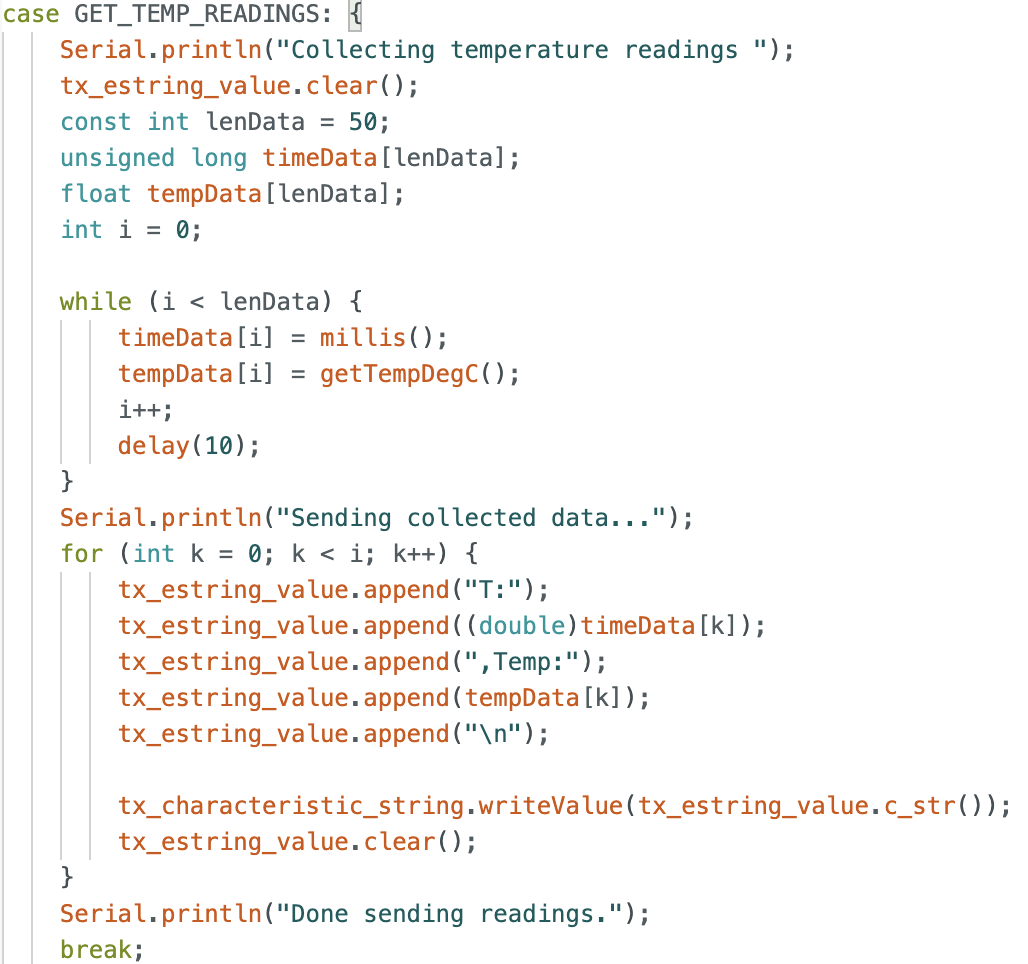 case GET_TEMP_READINGS: {
    Serial.println("Collecting temperature readings ");
    tx_estring_value.clear();
    const int lenData = 50;
    unsigned long timeData[lenData];
    float tempData[lenData];
    int i = 0;

    while (i < lenData) {
        timeData[i] = millis();
        tempData[i] = getTempDegC();
        i++;
        delay(10);
    }
    Serial.println("Sending collected data...");
    for (int k = 0; k < i; k++) {
        tx_estring_value.append("T:");
        tx_estring_value.append((double)timeData[k]);
        tx_estring_value.append(",Temp:");
        tx_estring_value.append(tempData[k]);
        tx_estring_value.append("\n");

        tx_characteristic_string.writeValue(tx_estring_value.c_str());
        tx_estring_value.clear();
    }
    Serial.println("Done sending readings.");
    break;